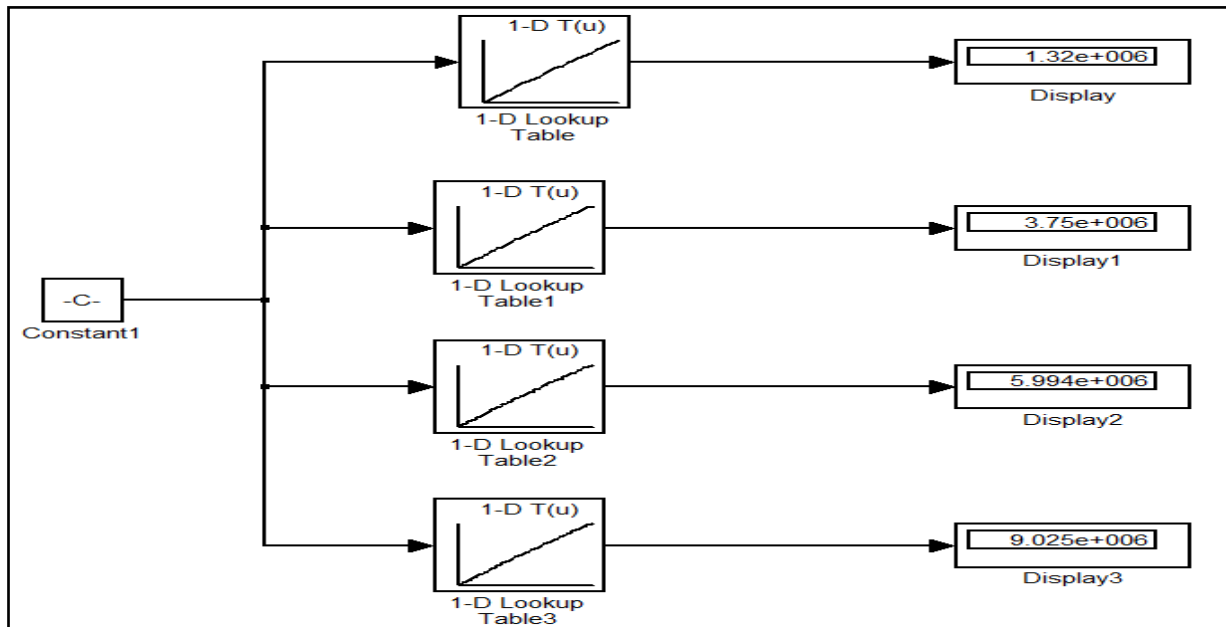 1-D T(u)
1-D Lookup
Table
1.32e+006
Display
1-D T(u)
1-D Lookup
Table1
3.75e+006
Display1
-C-
Constant1
1-D T(u)
1-D Lookup
Table2
5.994e+006
Display2
1-D T(u)
1-D Lookup
Table3
9.025e+006
Display3